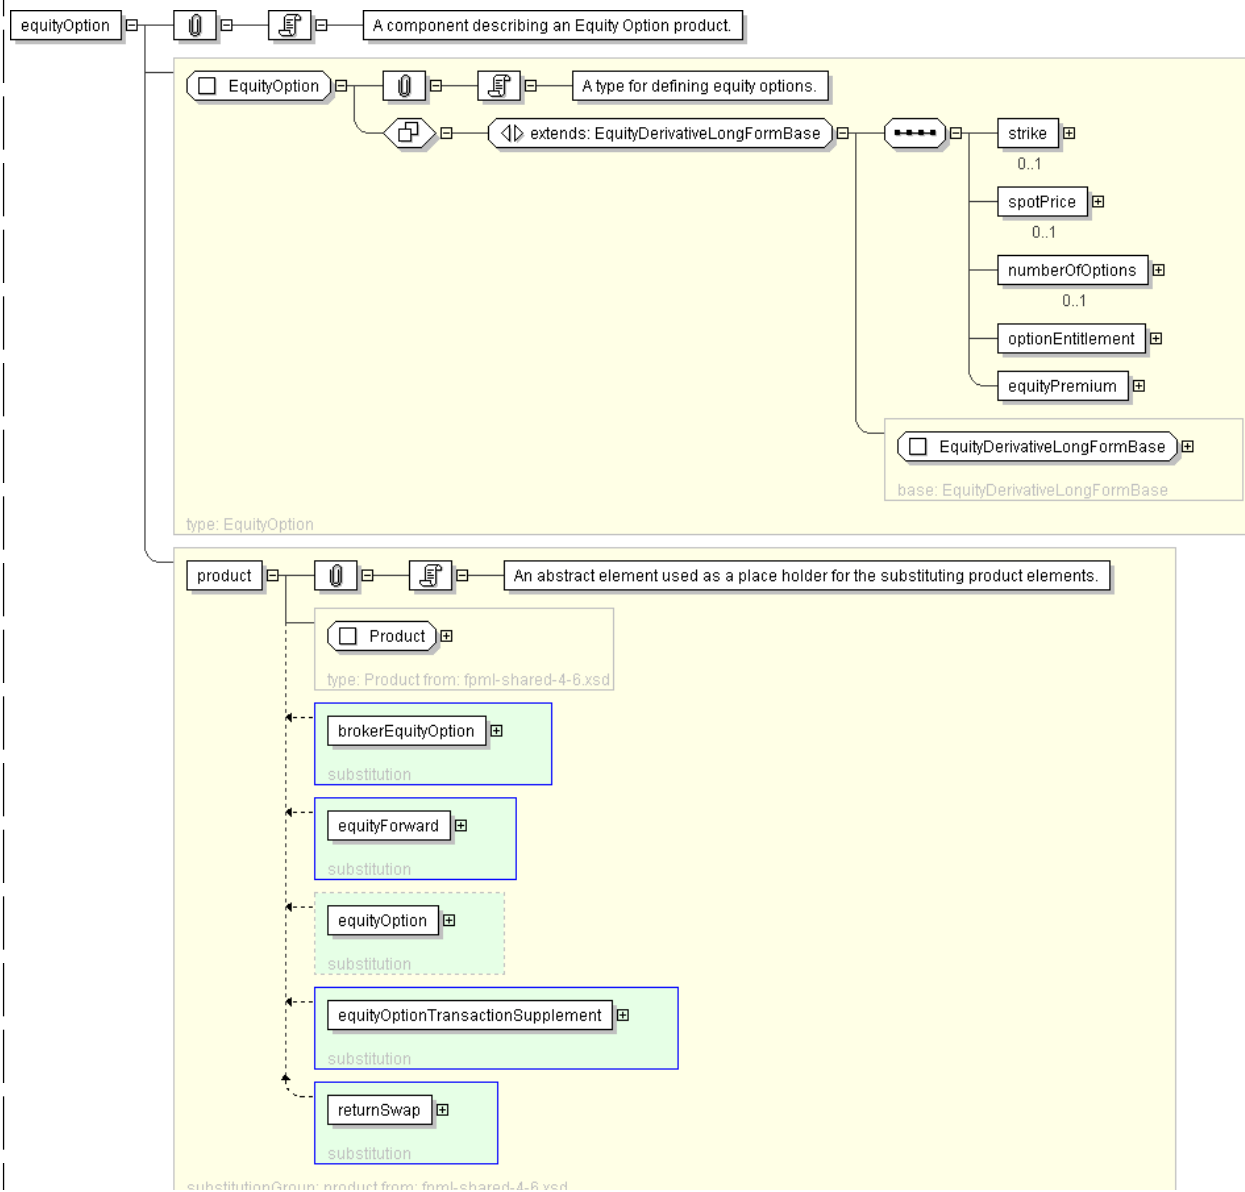 equityOption
A component describing an Equity Option product.
EquityOption
A type for defining equity options.
extends: EquityDerivativeLongFormBase
strike
0..1
spotPrice
0..1
numberOfOptions
0..1
optionEntitlement
equityPremium
EquityDerivativeLongFormBase
base: EquityDerivativeLongFormBase
type: EquityOption
product
An abstract element used as a place holder for the substituting product elements.
Product
type: Product from: fpml-shared-4-6.xsd
brokerEquityOption
substitution
equityForward
substitution
equityOption
substitution
equityOptionTransactionSupplement
substitution
returnSwap
substitution
substitutionGroup: product from: fpml-shared-4-6.xsd